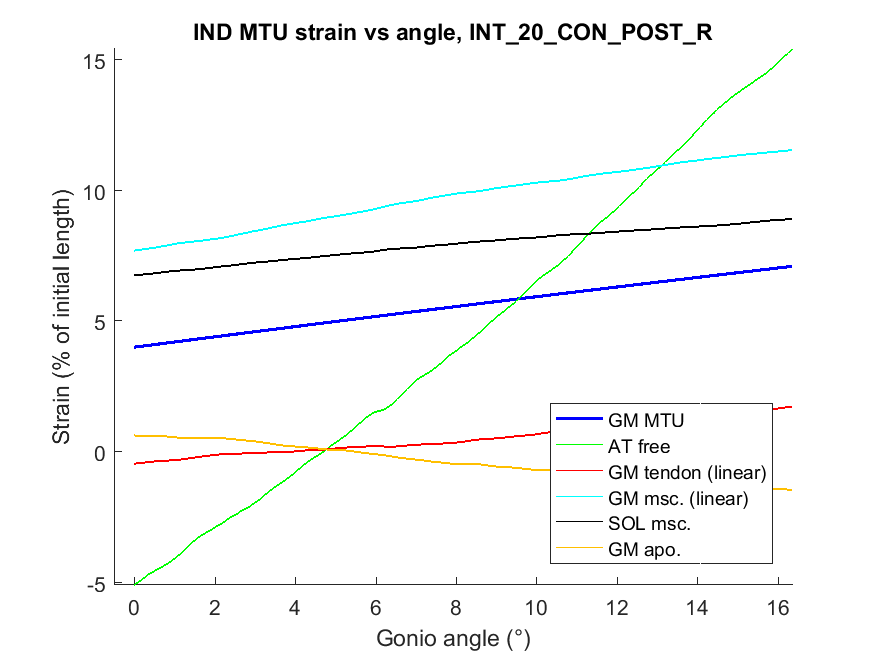 IND MTU strain vs angle, INT_20_CON_POST_R
Strain (% of initial length)
15
10
5
0
-5
GM MTU
AT free
GM tendon (linear)
GM msc. (linear)
SOL msc.
GM apo.
0 2 4 6 8 10 12 14 16
Gonio angle (°)